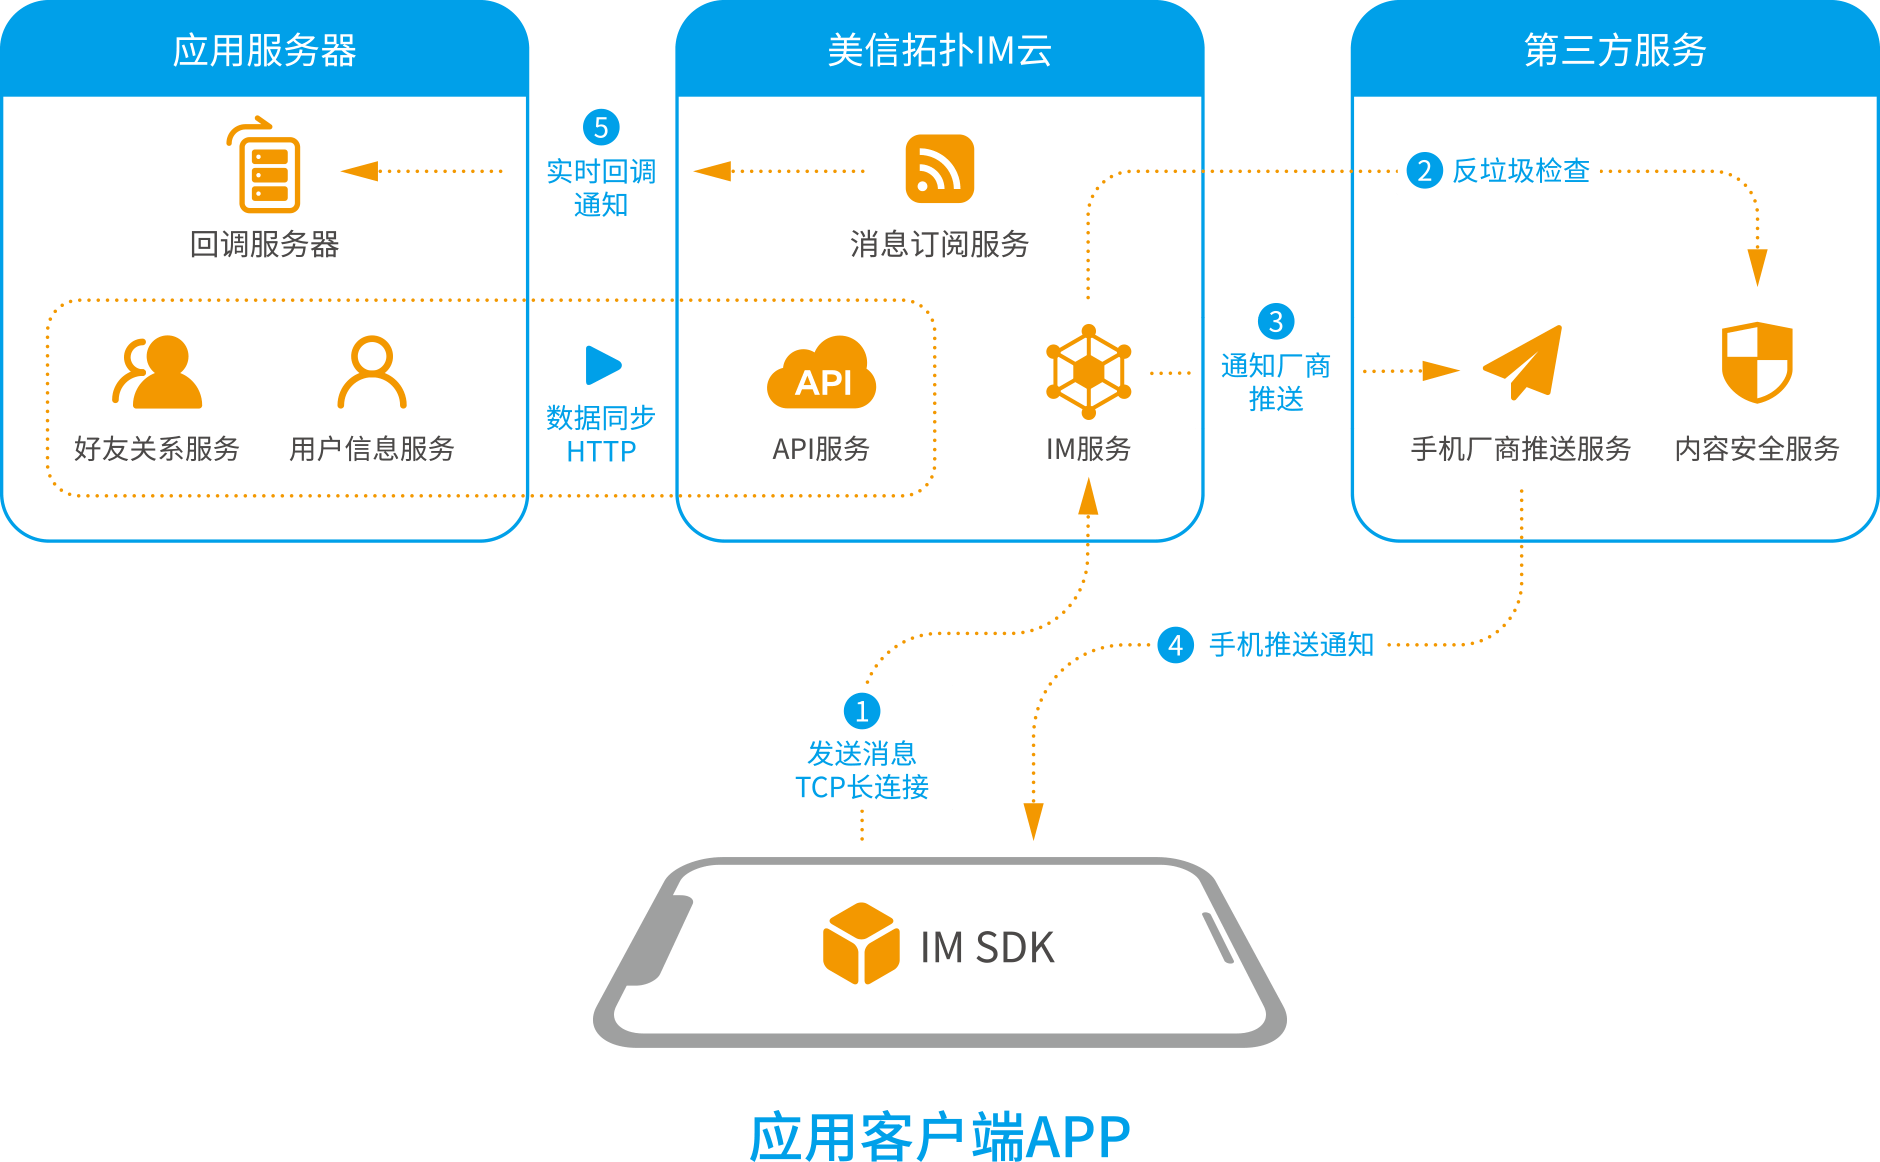 应用服务器
美信拓扑IM云
第三方服务
5
实时回调
通知
2 反垃圾检查
回调服务器
消息订阅服务
3
通知厂商
推送
API
数据同步
HTTP
好友关系服务
用户信息服务
API服务
IM服务
手机厂商推送服务
内容安全服务
4 手机推送通知
1
发送消息
TCP长连接
IM SDK
应用客户端APP